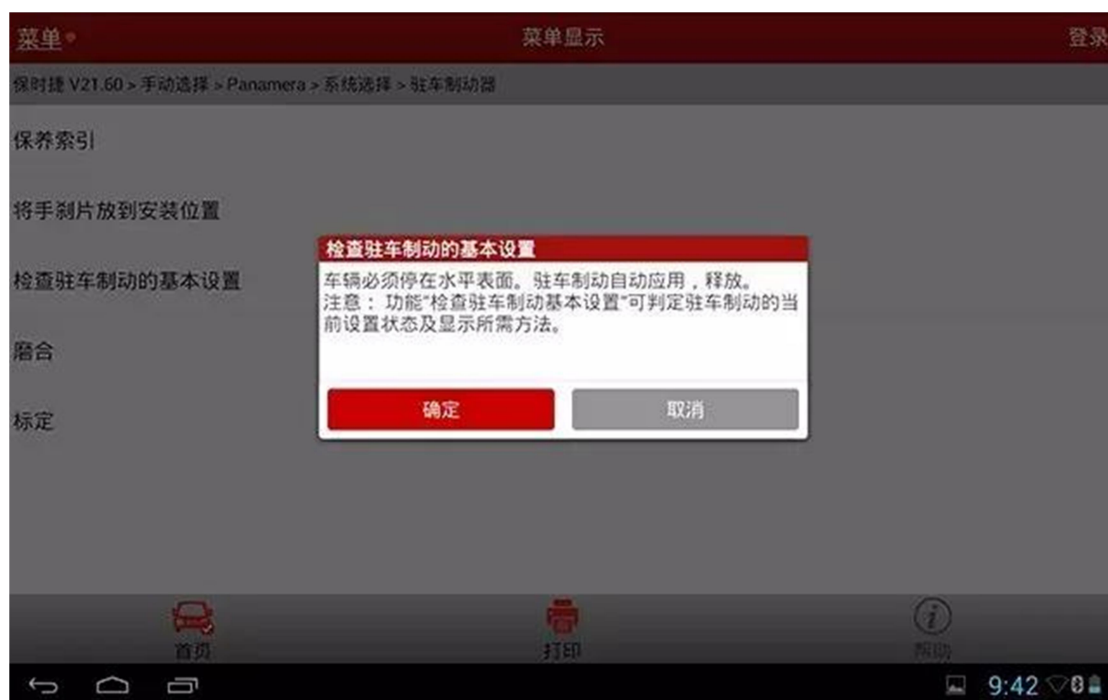 菜单
菜单显示
登录
保时捷 V21.60 > 手动选择 > Panamera > 系统选择 > 驻车制动器
保养索引
将手刹片放到安装位置
检查驻车制动的基本设置
磨合
标定
检查驻车制动的基本设置
车辆必须停在水平表面。驻车制动自动应用，释放。
注意：功能“检查驻车制动基本设置”可判定驻车制动的当
前设置状态及显示所需方法。
确定
取消
首页
打印
帮助
9:42